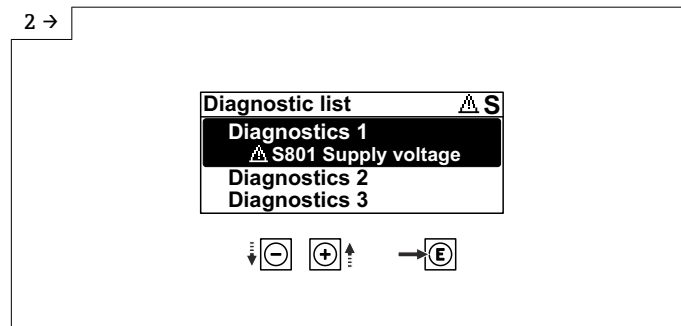 2 →
Diagnostic list ⚠ S
Diagnostics 1
⚠ S801 Supply voltage
Diagnostics 2
Diagnostics 3
− + E